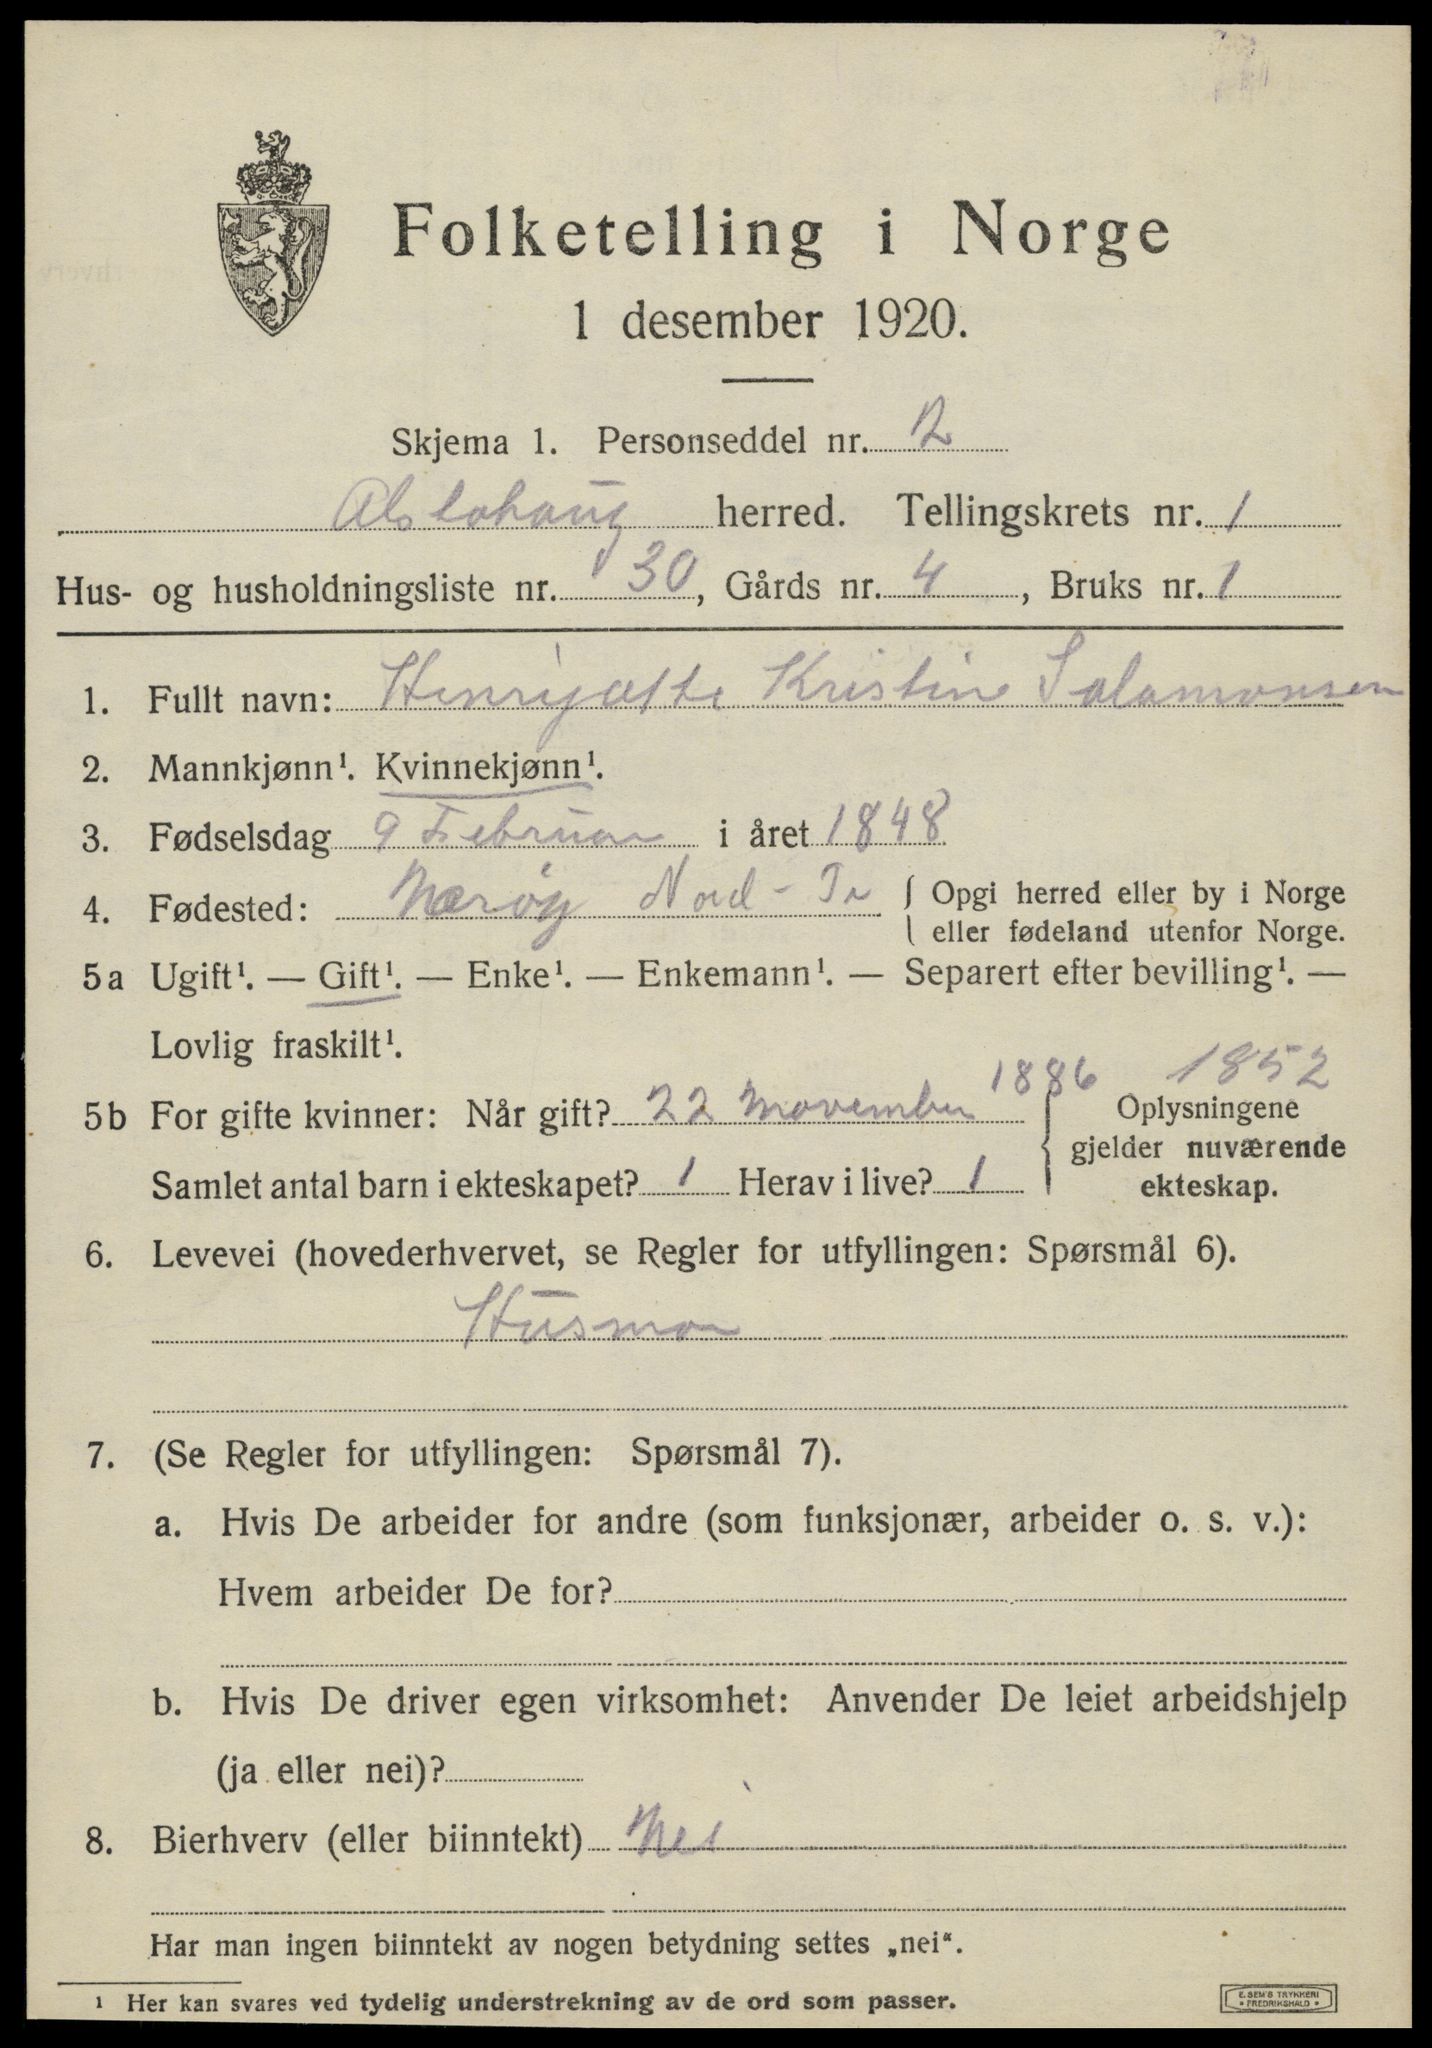 Folketelling i Norge
1 desember 1920.
Skjema 1. Personseddel nr. 2
Alstahaug herred. Tellingskrets nr. 1
Hus- og husholdningsliste nr. 30, Gårds nr. 4, Bruks nr. 1
1. Fullt navn: Henrijette Kristine Salamonsen
2. Mannkjønn¹. Kvinnekjønn¹.
3. Fødselsdag 9 Februar i året 1848
4. Fødested: Nærøy Nord-Tr { Opgi herred eller by i Norge
eller fødeland utenfor Norge.
5a Ugift¹. — Gift¹. — Enke¹. — Enkemann¹. — Separert efter bevilling¹. —
Lovlig fraskilt¹.
1886 1852
5b For gifte kvinner: Når gift? 22 November { Oplysningene
gjelder nuværende
Samlet antal barn i ekteskapet? 1 Herav i live? 1 ekteskap.
6. Levevei (hovederhvervet, se Regler for utfyllingen: Spørsmål 6).
Husmor
7. (Se Regler for utfyllingen: Spørsmål 7).
a. Hvis De arbeider for andre (som funksjonær, arbeider o. s. v.):
Hvem arbeider De for?
b. Hvis De driver egen virksomhet: Anvender De leiet arbeidshjelp
(ja eller nei)?
8. Bierhverv (eller biinntekt) Nei
Har man ingen biinntekt av nogen betydning settes „nei“.
¹ Her kan svares ved tydelig understrekning av de ord som passer.
E. SEM'S TRYKKERI
FREDRIKSHALD